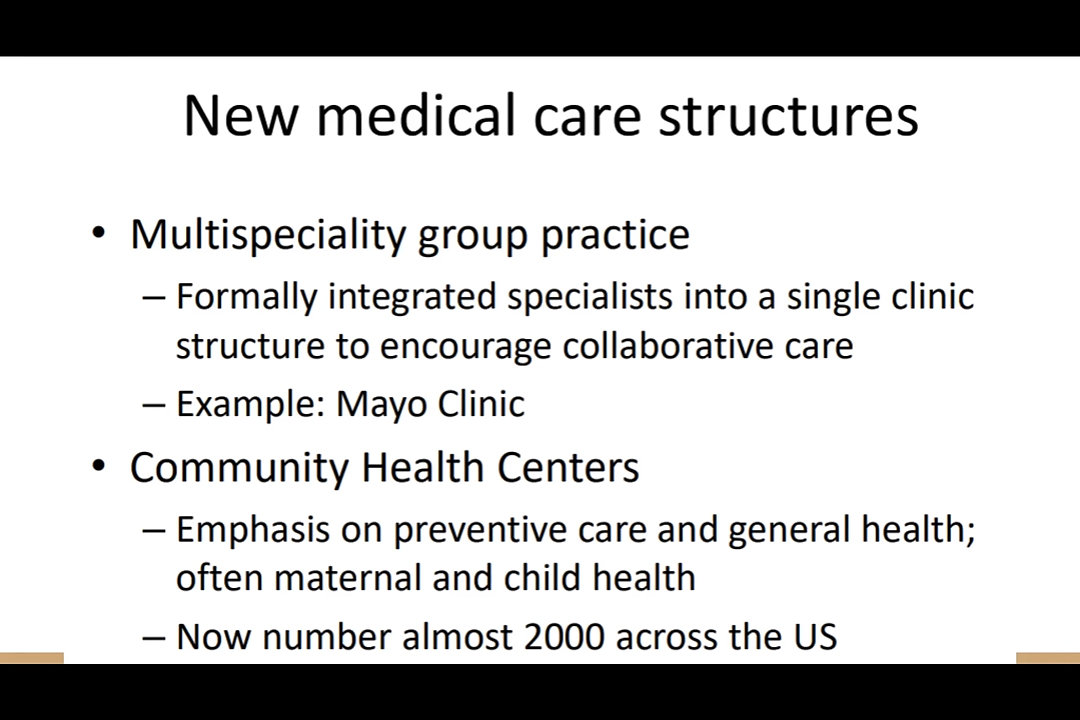 New medical care structures
• Multispeciality group practice
– Formally integrated specialists into a single clinic
structure to encourage collaborative care
– Example: Mayo Clinic
• Community Health Centers
– Emphasis on preventive care and general health;
often maternal and child health
– Now number almost 2000 across the US